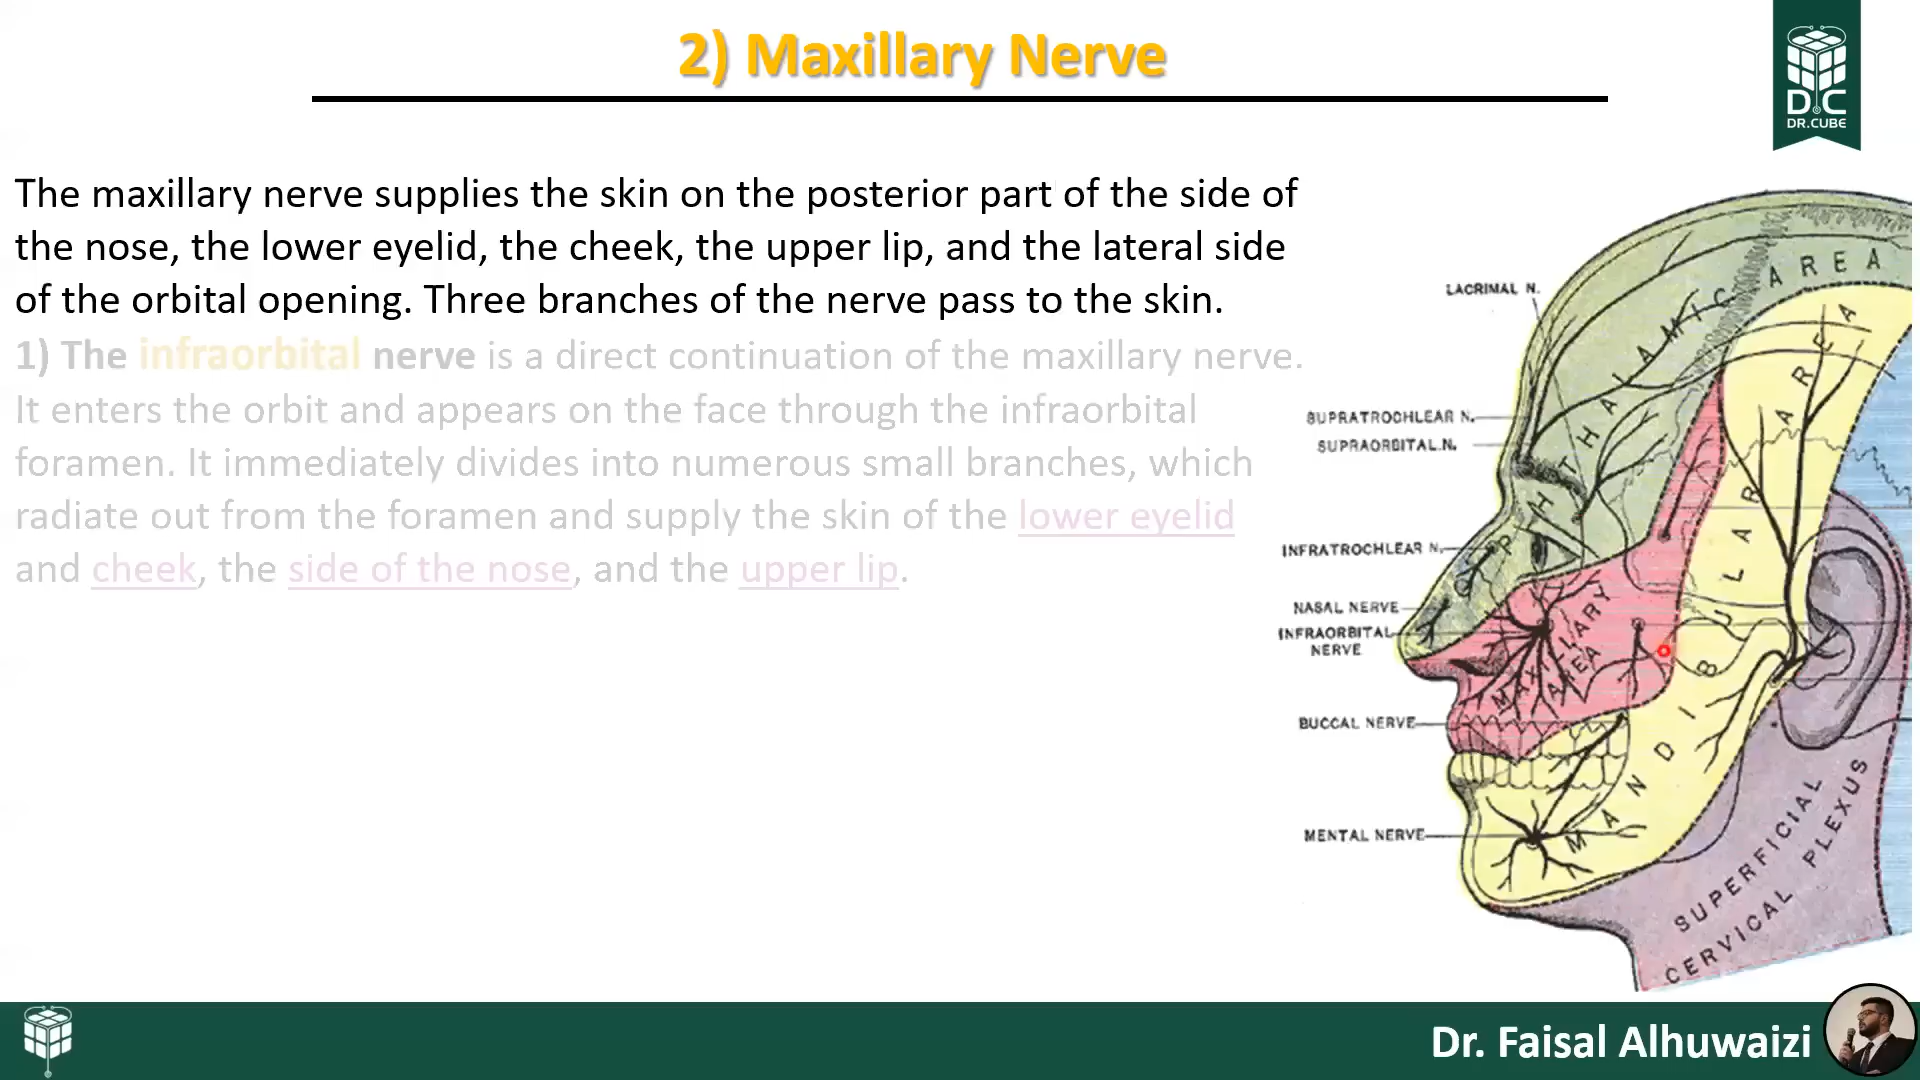 2) Maxillary Nerve
D C
DR.CUBE
The maxillary nerve supplies the skin on the posterior part of the side of
the nose, the lower eyelid, the cheek, the upper lip, and the lateral side
of the orbital opening. Three branches of the nerve pass to the skin.
1) The infraorbital nerve is a direct continuation of the maxillary nerve.
It enters the orbit and appears on the face through the infraorbital
foramen. It immediately divides into numerous small branches, which
radiate out from the foramen and supply the skin of the lower eyelid
and cheek, the side of the nose, and the upper lip.
LACRIMAL N.
SUPRATROCHLEAR N.
SUPRAORBITAL N.
INFRATROCHLEAR N.
NASAL NERVE
INFRAORBITAL
NERVE
BUCCAL NERVE
MENTAL NERVE
OPHTHALAMIC AREA
MAXILLARY
AREA
MANDIBULAR AREA
SUPERFICIAL
CERVICAL PLEXUS
Dr. Faisal Alhuwaizi